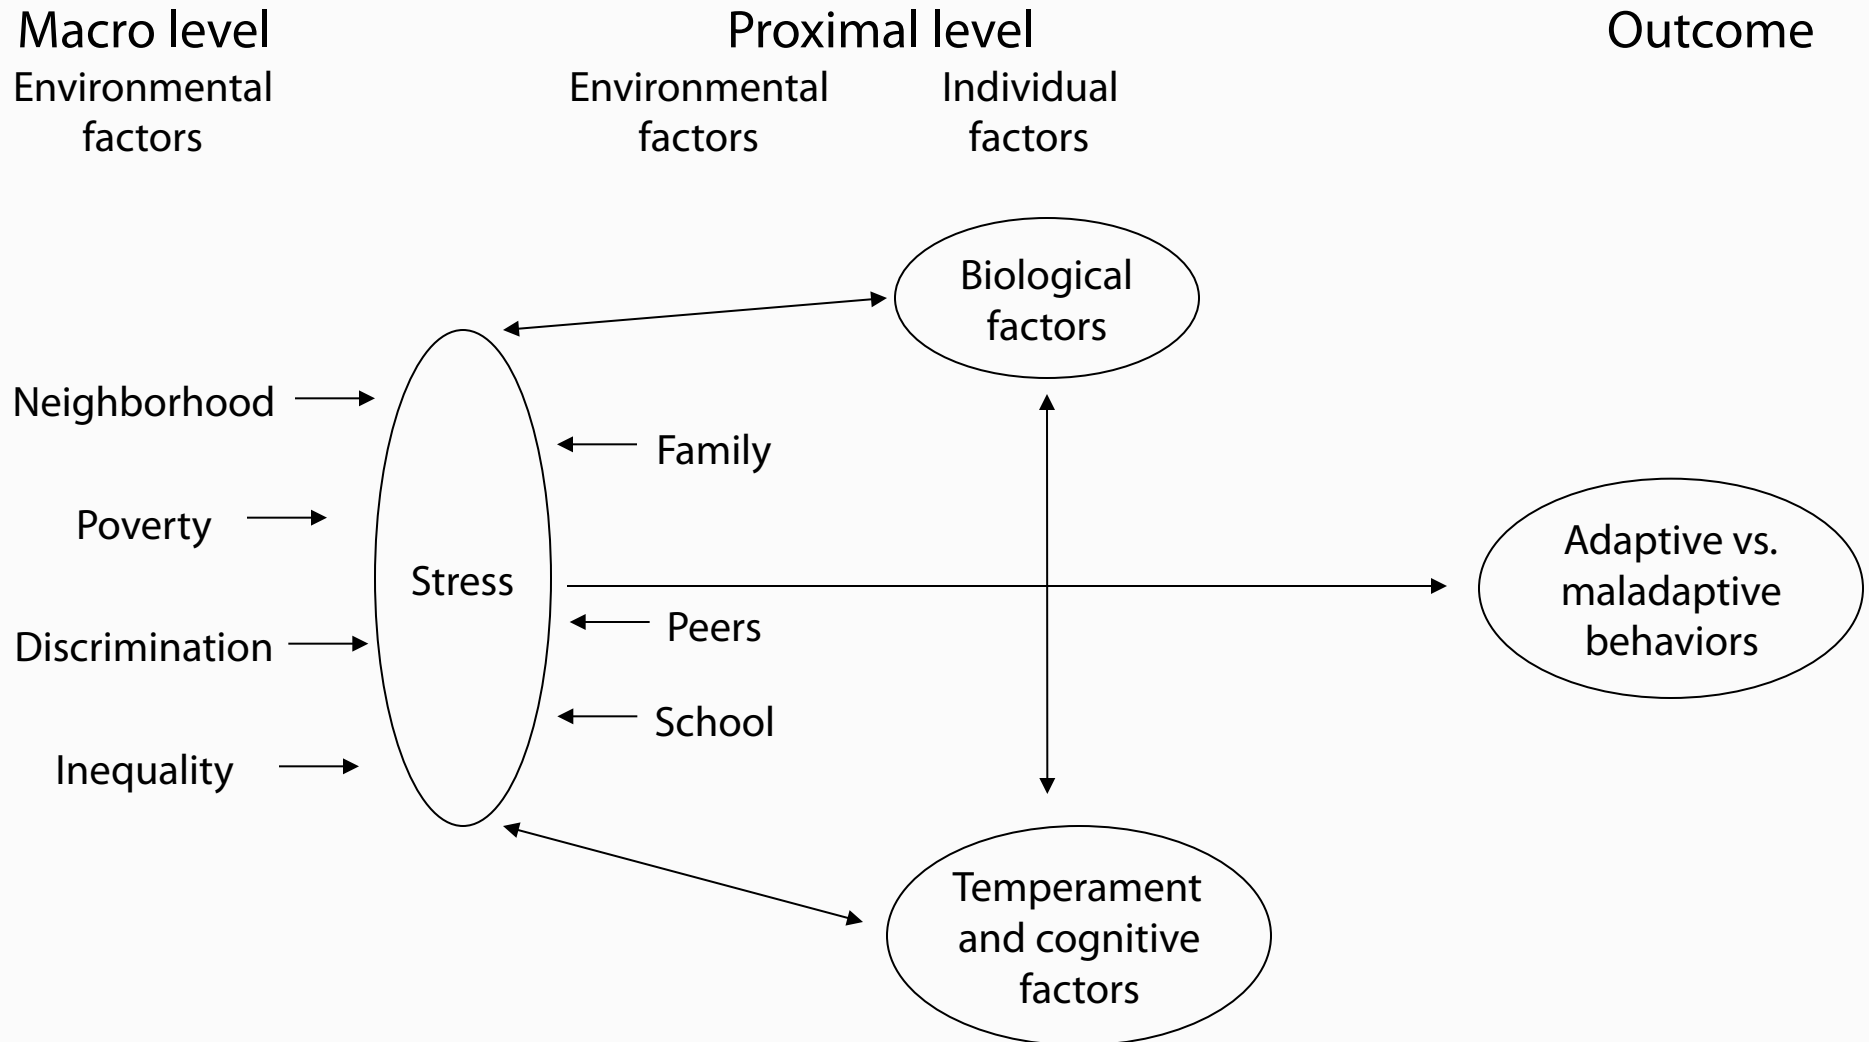 Macro level
Environmental
factors
Proximal level
Environmental
factors
Individual
factors
Outcome
Neighborhood
Poverty
Discrimination
Inequality
Stress
Family
Peers
School
Biological
factors
Temperament
and cognitive
factors
Adaptive vs.
maladaptive
behaviors